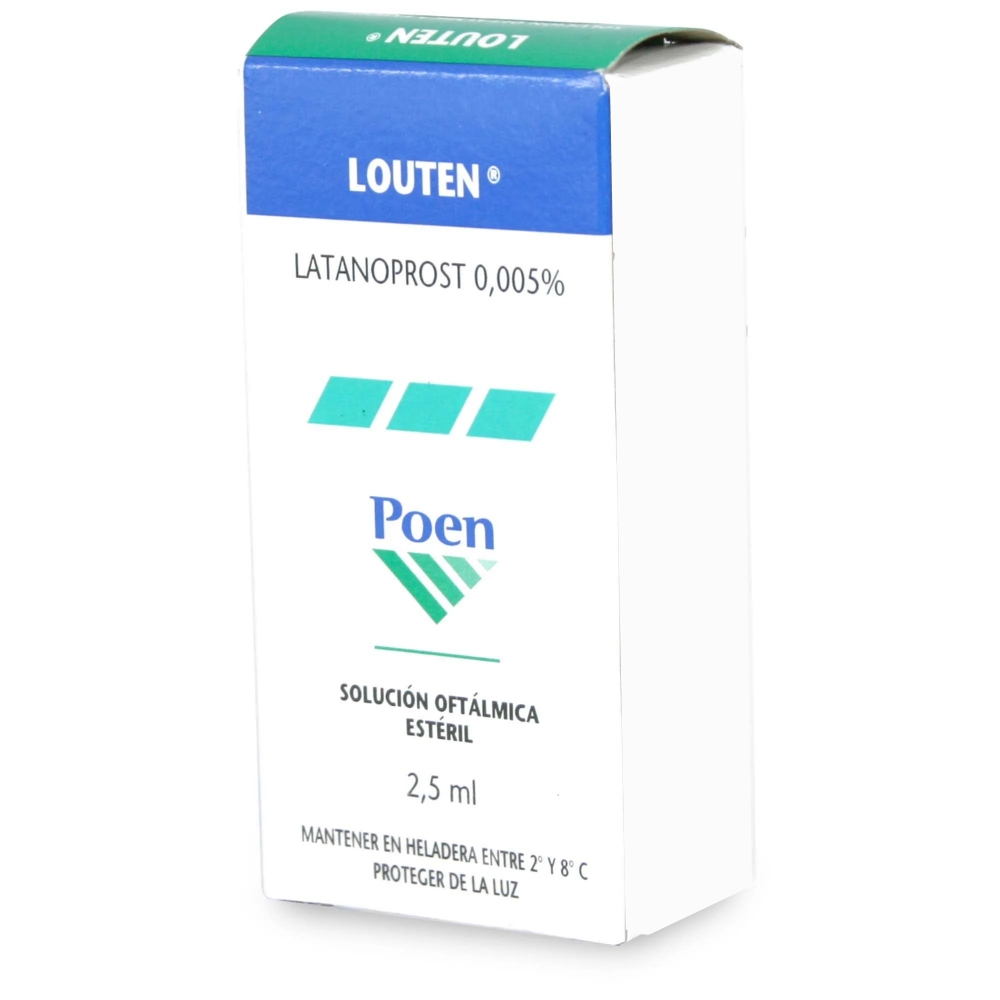 LOUTEN ®
LOUTEN ®
LATANOPROST 0,005%
Poen
SOLUCIÓN OFTÁLMICA
ESTÉRIL
2,5 ml
MANTENER EN HELADERA ENTRE 2° Y 8° C
PROTEGER DE LA LUZ